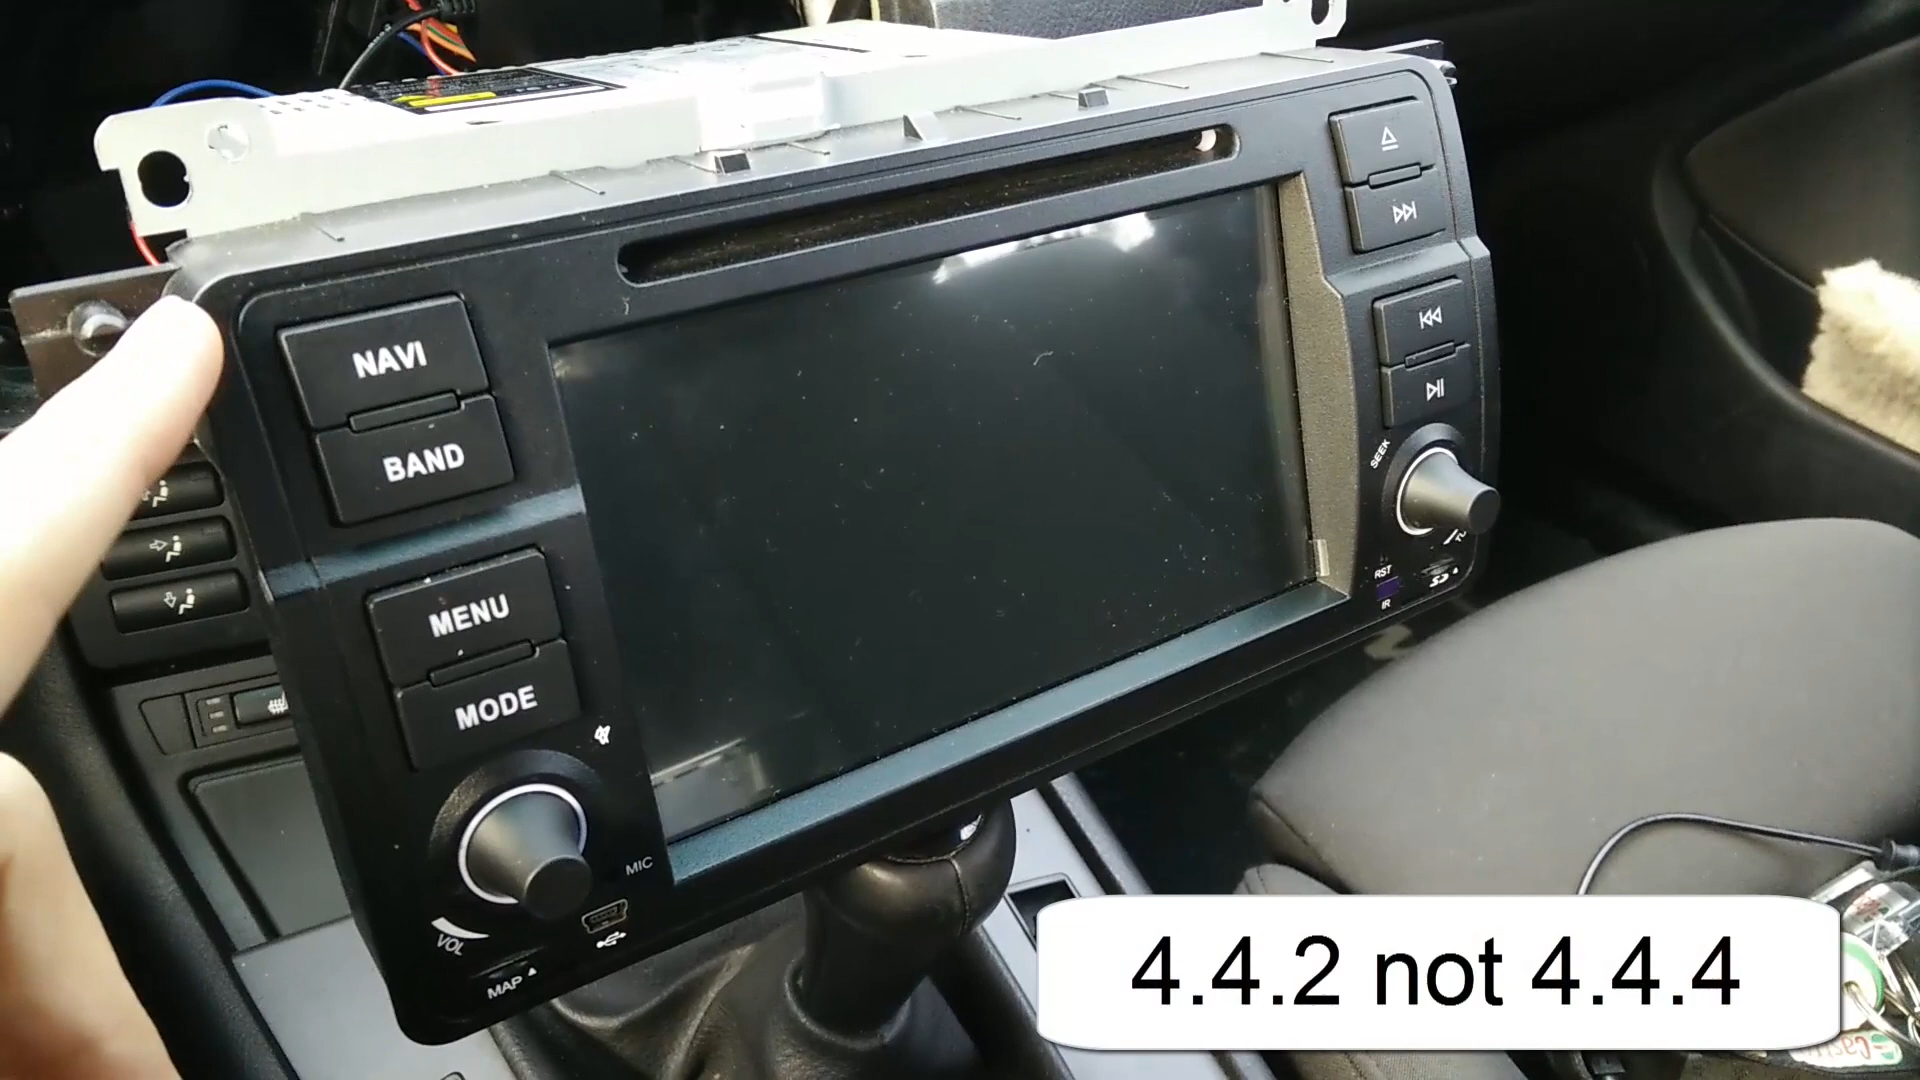 NAVI
BAND
MENU
MODE
MIC
VOL
MAP
SEEK
RST
IR
SD
4.4.2 not 4.4.4